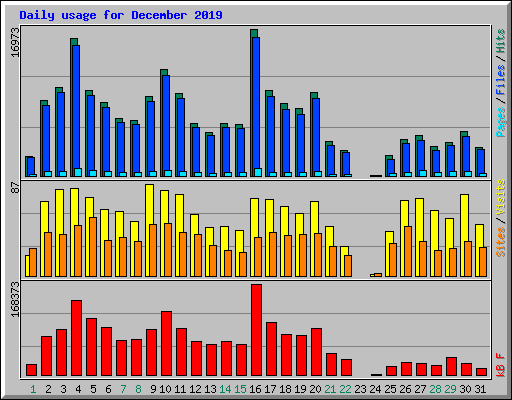 Daily usage for December 2019
16973
Pages / Files / Hits
87
Sites / Visits
168373
kB F
1 2 3 4 5 6 7 8 9 10 11 12 13 14 15 16 17 18 19 20 21 22 23 24 25 26 27 28 29 30 31